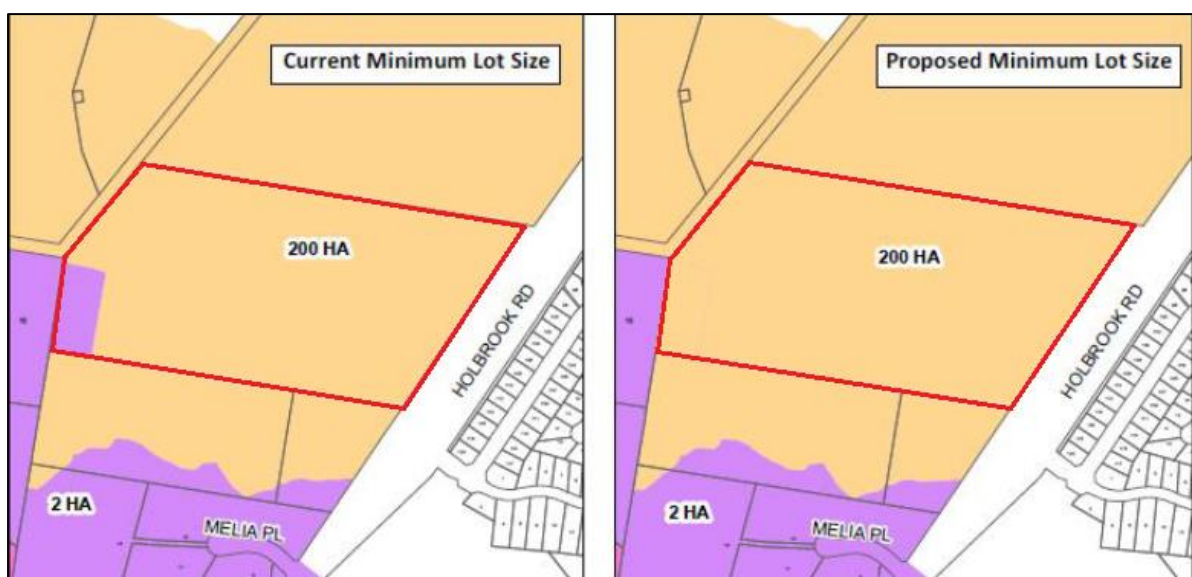 Current Minimum Lot Size
200 HA
HOLBROOK RD
2 HA
MELIA PL
Proposed Minimum Lot Size
200 HA
HOLBROOK RD
2 HA
MELIA PL